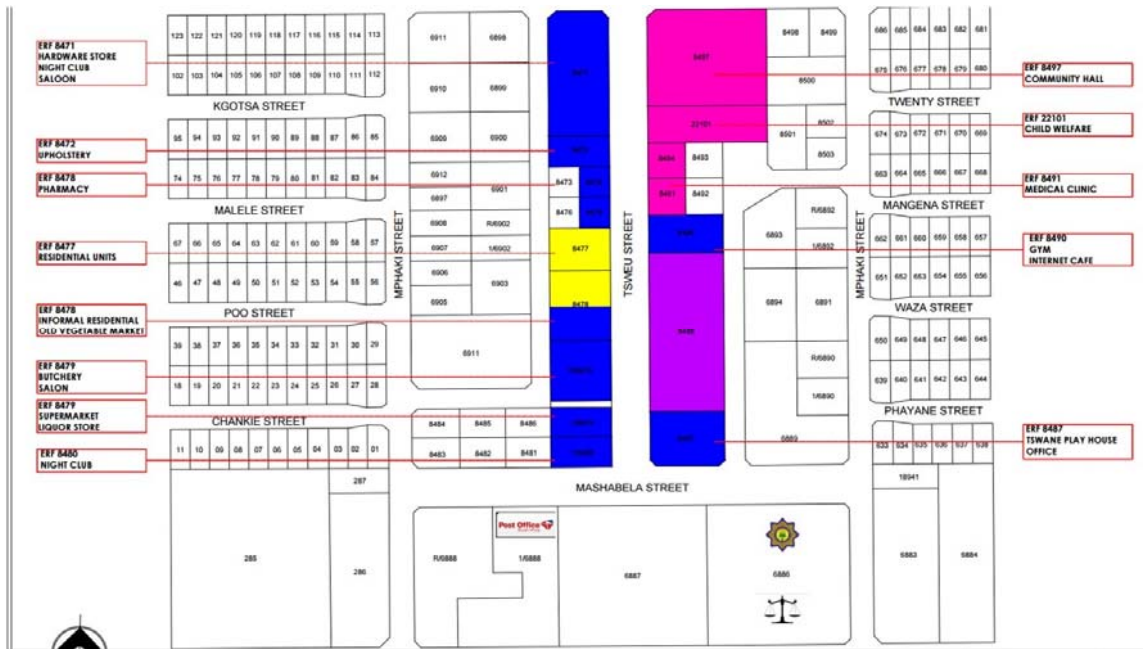 ERF 8471
HARDWARE STORE
NIGHT CLUB
SALOON
ERF 8472
UPHOLSTERY
ERF 8478
PHARMACY
ERF 8477
RESIDENTIAL UNITS
ERF 8478
INFORMAL RESIDENTIAL
OLD VEGETABLE MARKET
ERF 8479
BUTCHERY
SALON
ERF 8479
SUPERMARKET
LIQUOR STORE
ERF 8480
NIGHT CLUB
123 122 121 120 119 118 117 116 115 114 113
102 103 104 105 106 107 108 109 110 111 112
KGOTSA STREET
95 94 93 92 91 90 89 88 87 86 85
74 75 76 77 78 79 80 81 82 83 84
MALELE STREET
67 66 65 64 63 62 61 60 59 58 57
46 47 48 49 50 51 52 53 54 55 56
POO STREET
39 38 37 36 35 34 33 32 31 30 29
18 19 20 21 22 23 24 25 26 27 28
CHANKIE STREET
11 10 09 08 07 06 05 04 03 02 01
287
285
286
MPHAKI STREET
6911 6898
6910 6899
6909 6900
6912
6901
6897
6908 R/6902
6907 1/6902
6906
6903
6905
6911
8484 8485 8486
8483 8482 8481
8473
8476
8477
8478
TSWEU STREET
8497
22101
8494 8493
8491 8492
8498 8499
8500
8501 8502
8503
R/6892
6893
1/6892
6894 6891
R/6890
1/6890
6889
MPHAKI STREET
MASHABELA STREET
Post Office
R/6888
1/6888
6887
6886
686 685 684 683 682 681
675 676 677 678 679 680
TWENTY STREET
674 673 672 671 670 669
663 664 665 666 667 668
MANGENA STREET
662 661 660 659 658 657
651 652 653 654 655 656
WAZA STREET
650 649 648 647 646 645
639 640 641 642 643 644
PHAYANE STREET
633 634 635 636 637 638
18941
6883
6884
ERF 8497
COMMUNITY HALL
ERF 22101
CHILD WELFARE
ERF 8491
MEDICAL CLINIC
ERF 8490
GYM
INTERNET CAFE
ERF 8487
TSWANE PLAY HOUSE
OFFICE